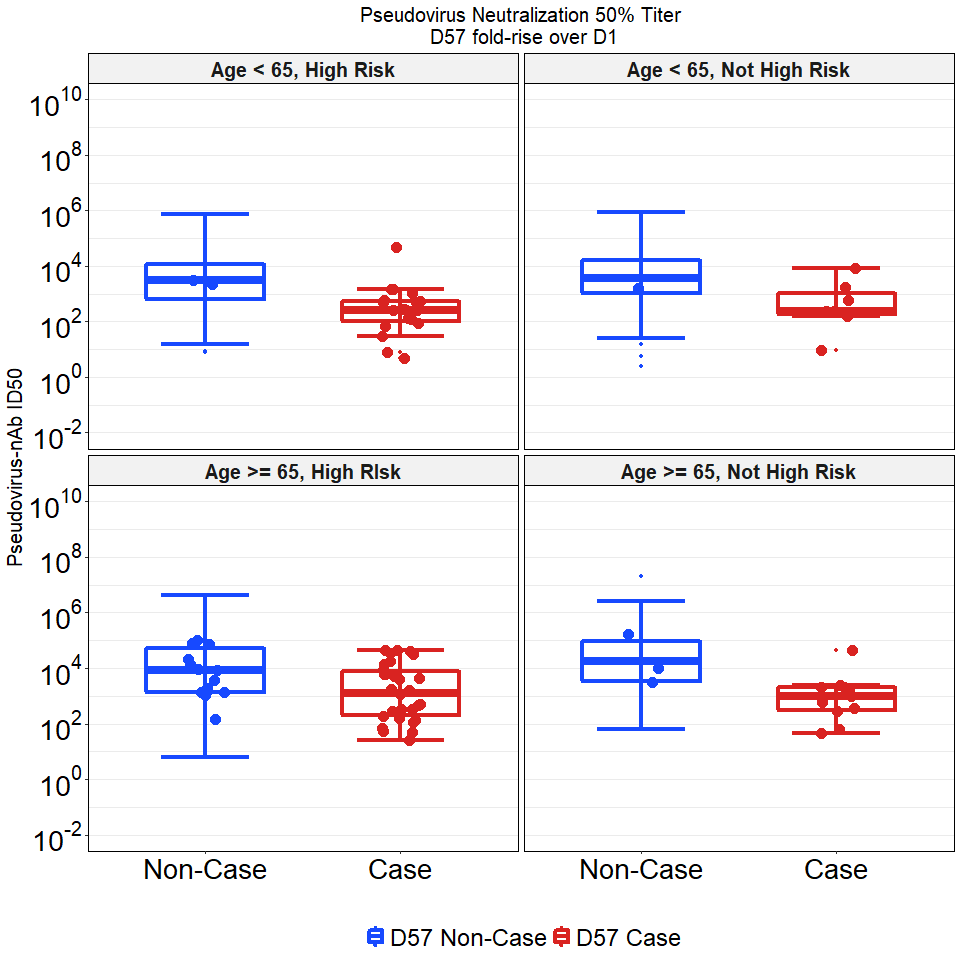 Pseudovirus Neutralization 50% Titer
D57 fold-rise over D1
Pseudovirus-nAb ID50
Age < 65, High Risk
Age < 65, Not High Risk
10^10
10^8
10^6
10^4
10^2
10^0
10^-2
Age >= 65, High RIsk
Age >= 65, Not High Risk
10^10
10^8
10^6
10^4
10^2
10^0
10^-2
Non-Case Case Non-Case Case
D57 Non-Case D57 Case